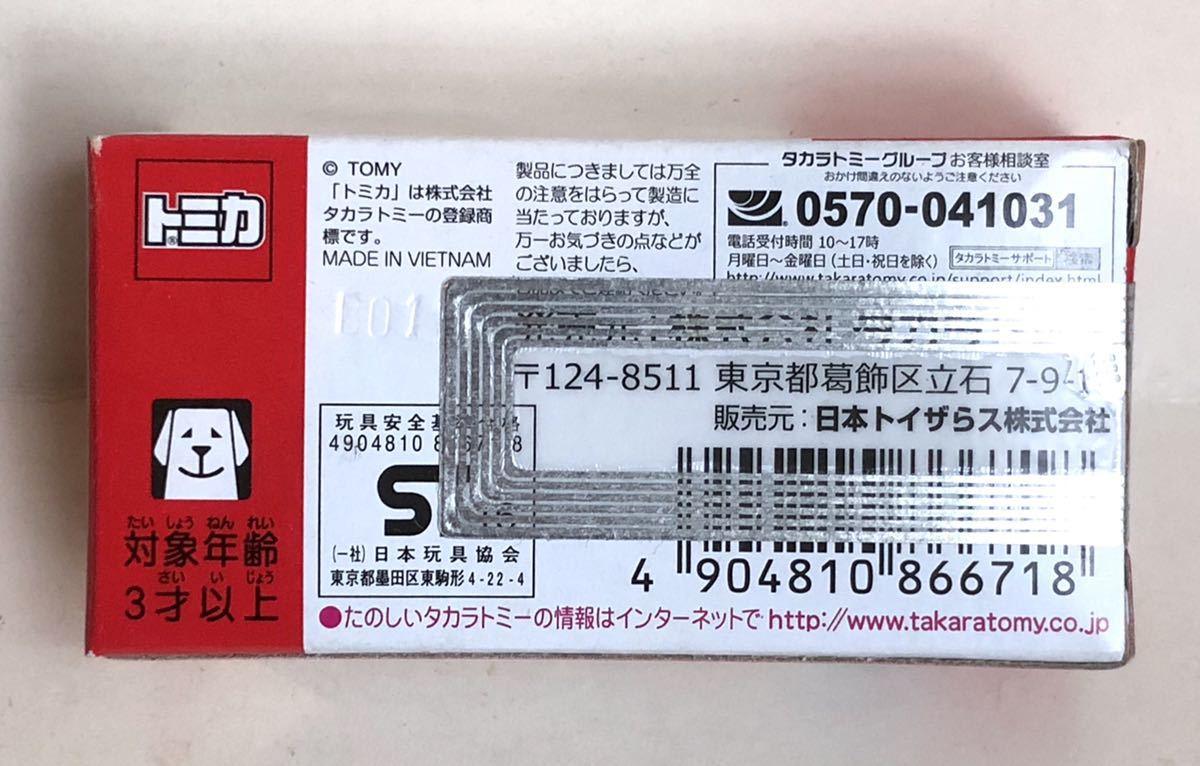 トミカ
®
© TOMY
「トミカ」は株式会社
タカラトミーの登録商
標です。
MADE IN VIETNAM
E01
製品につきましては万全
の注意をはらって製造に
当たっておりますが、
万一お気づきの点などが
ございましたら、
タカラトミーグループ お客様相談室
おかけ間違えのないようご注意ください
0570-041031
電話受付時間 10〜17時
月曜日〜金曜日（土日・祝日を除く） タカラトミーサポート 検索
http://www.takaratomy.co.jp/support/index.html
〒124-8511 東京都葛飾区立石 7-9-1
販売元：日本トイザらス株式会社
玩具安全基
4904810
(一社)日本玩具協会
東京都墨田区東駒形4-22-4
4 904810 866718
たい しょう ねん れい
対象年齢
さい い じょう
3才以上
●たのしいタカラトミーの情報はインターネットで http://www.takaratomy.co.jp